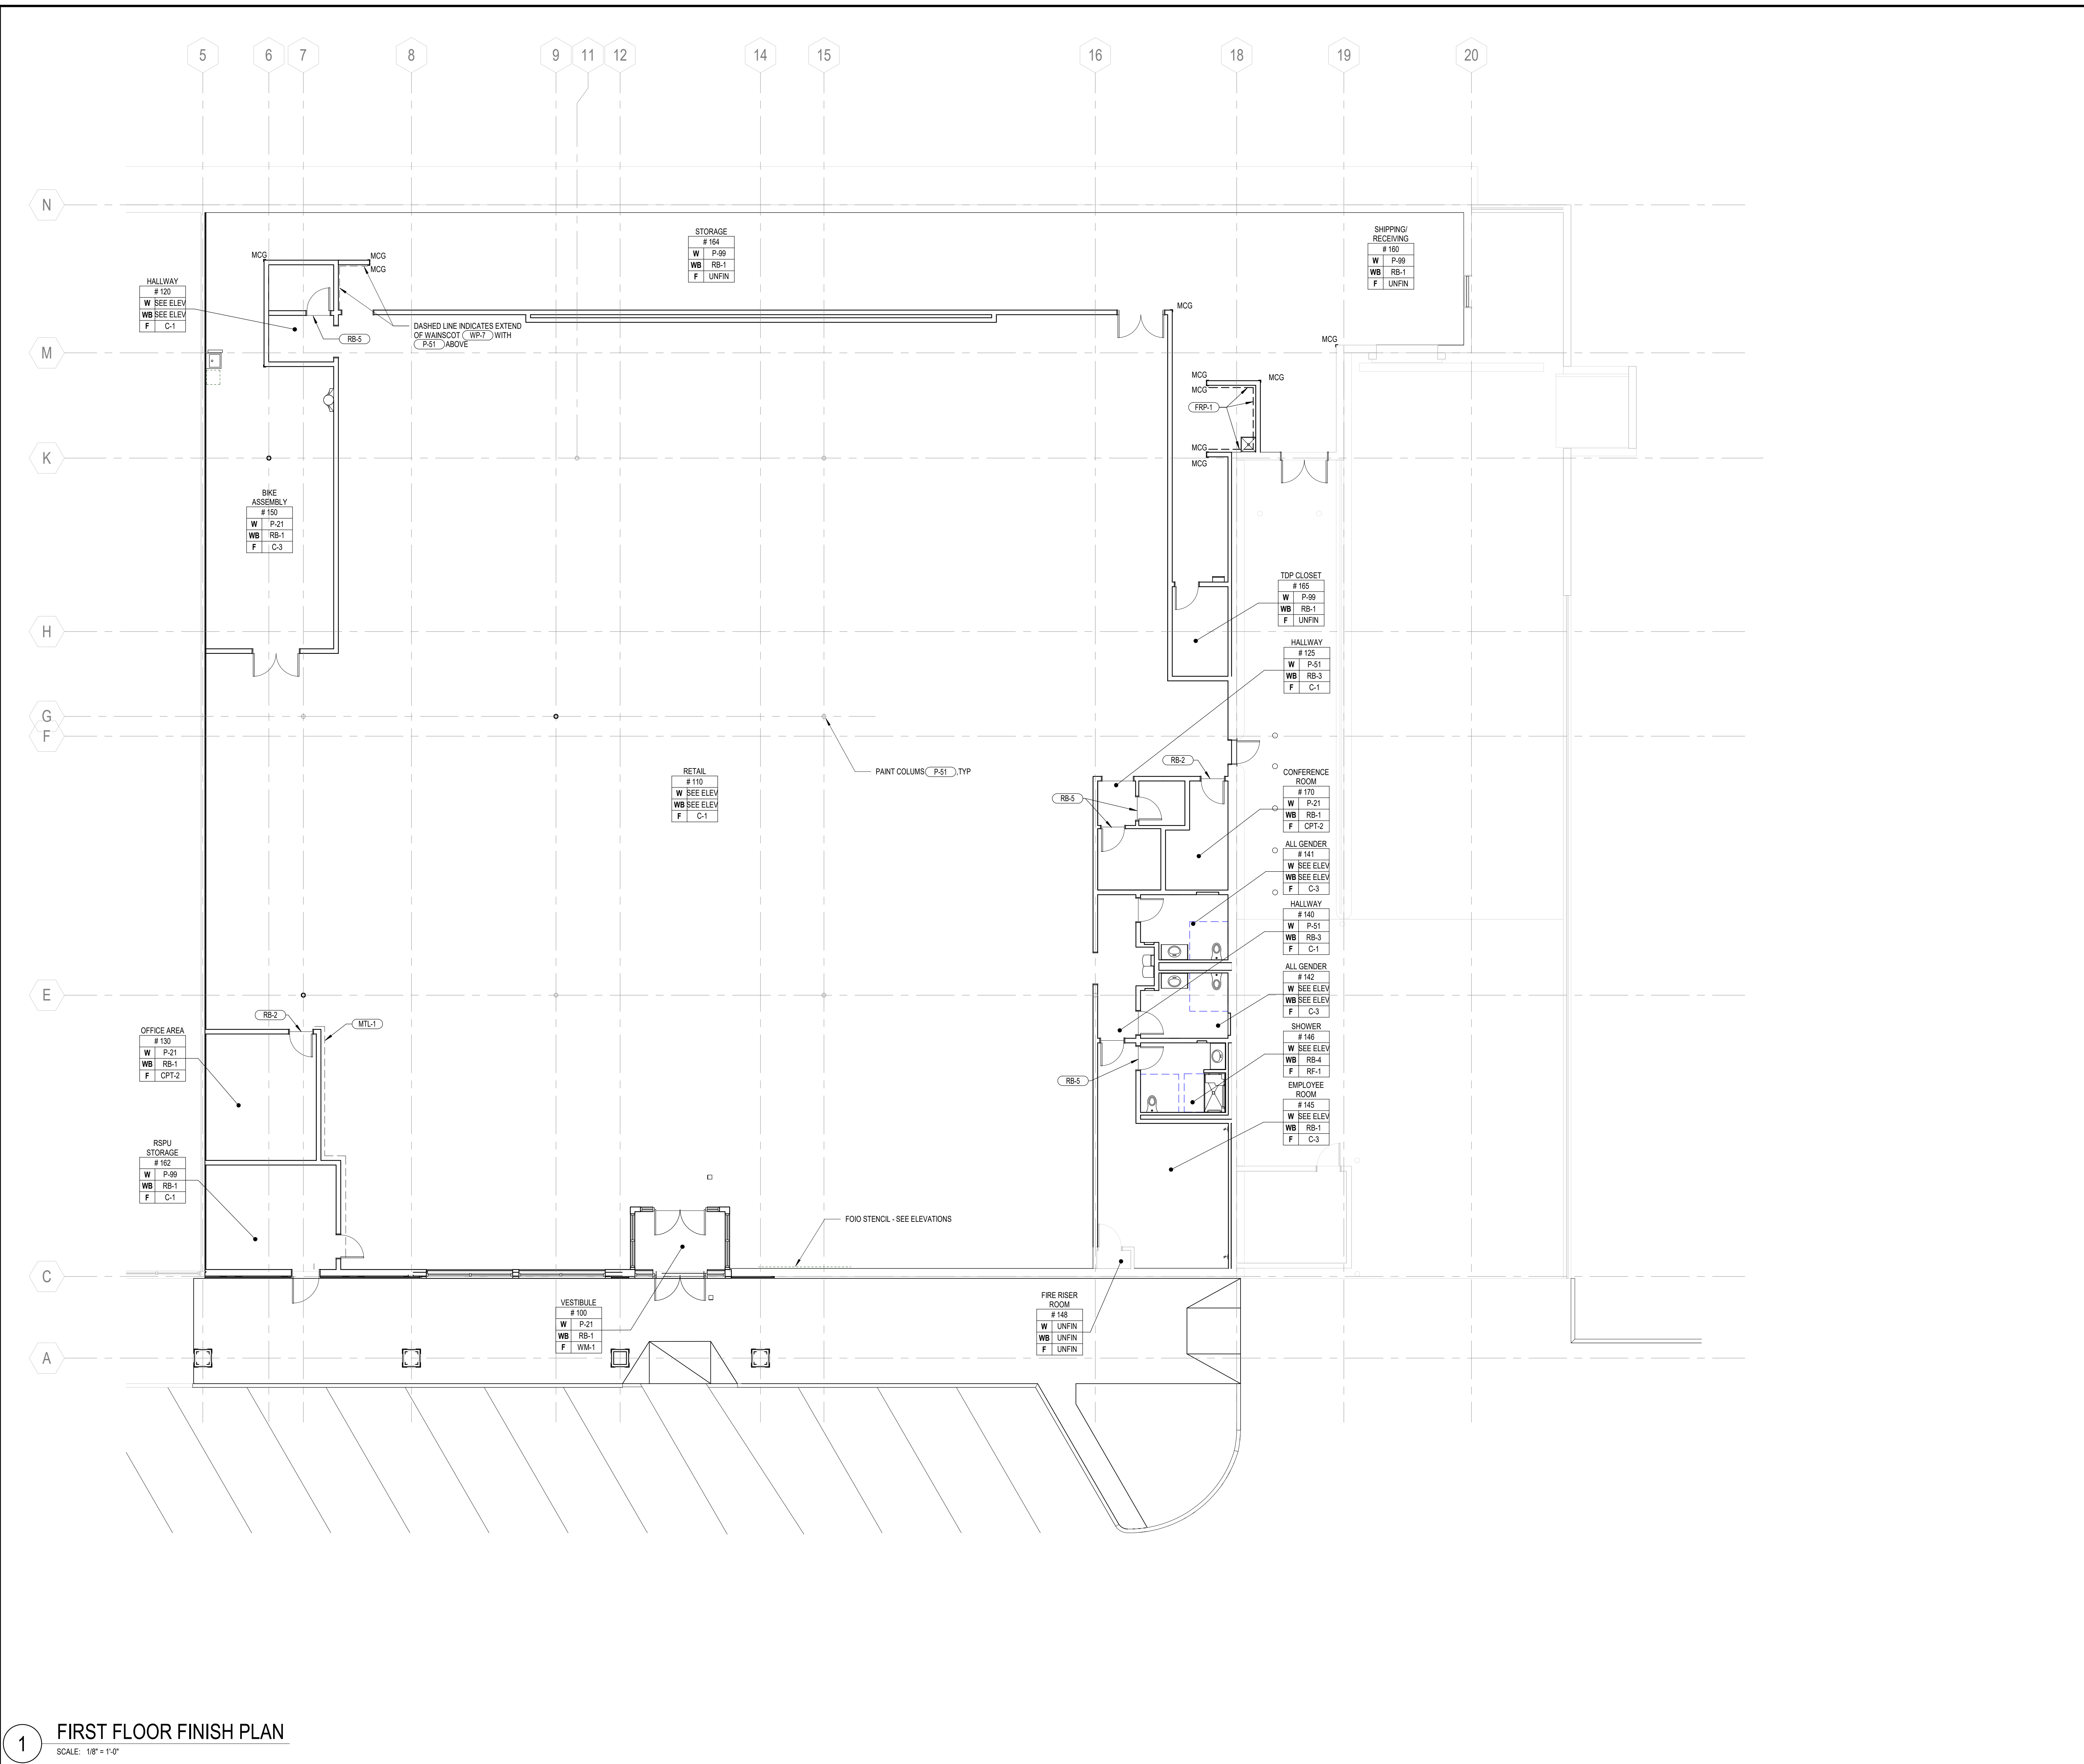 5
6
7
8
9
11
12
14
15
16
18
19
20
N
M
K
H
G
F
E
C
A
STORAGE
# 164
W P-99
WB RB-1
F UNFIN
SHIPPING/
RECEIVING
# 160
W P-99
WB RB-1
F UNFIN
MCG
MCG
MCG
HALLWAY
# 120
W SEE ELEV
WB SEE ELEV
F C-1
RB-5
DASHED LINE INDICATES EXTEND
OF WAINSCOT WP-7 WITH
P-51 ABOVE
MCG
MCG
MCG
MCG
MCG
FRP-1
MCG
MCG
BIKE
ASSEMBLY
# 150
W P-21
WB RB-1
F C-3
TDP CLOSET
# 165
W P-99
WB RB-1
F UNFIN
HALLWAY
# 125
W P-51
WB RB-3
F C-1
RETAIL
# 110
W SEE ELEV
WB SEE ELEV
F C-1
PAINT COLUMS P-51 ,TYP
RB-2
RB-5
CONFERENCE
ROOM
# 170
W P-21
WB RB-1
F CPT-2
ALL GENDER
# 141
W SEE ELEV
WB SEE ELEV
F C-3
HALLWAY
# 140
W P-51
WB RB-3
F C-1
ALL GENDER
# 142
W SEE ELEV
WB SEE ELEV
F C-3
SHOWER
# 146
W SEE ELEV
WB RB-4
F RF-1
EMPLOYEE
ROOM
# 145
W SEE ELEV
WB RB-1
F C-3
RB-5
RB-2
MTL-1
OFFICE AREA
# 130
W P-21
WB RB-1
F CPT-2
RSPU
STORAGE
# 162
W P-99
WB RB-1
F C-1
FOIO STENCIL - SEE ELEVATIONS
VESTIBULE
# 100
W P-21
WB RB-1
F WM-1
FIRE RISER
ROOM
# 148
W UNFIN
WB UNFIN
F UNFIN
1
FIRST FLOOR FINISH PLAN
SCALE: 1/8" = 1'-0"